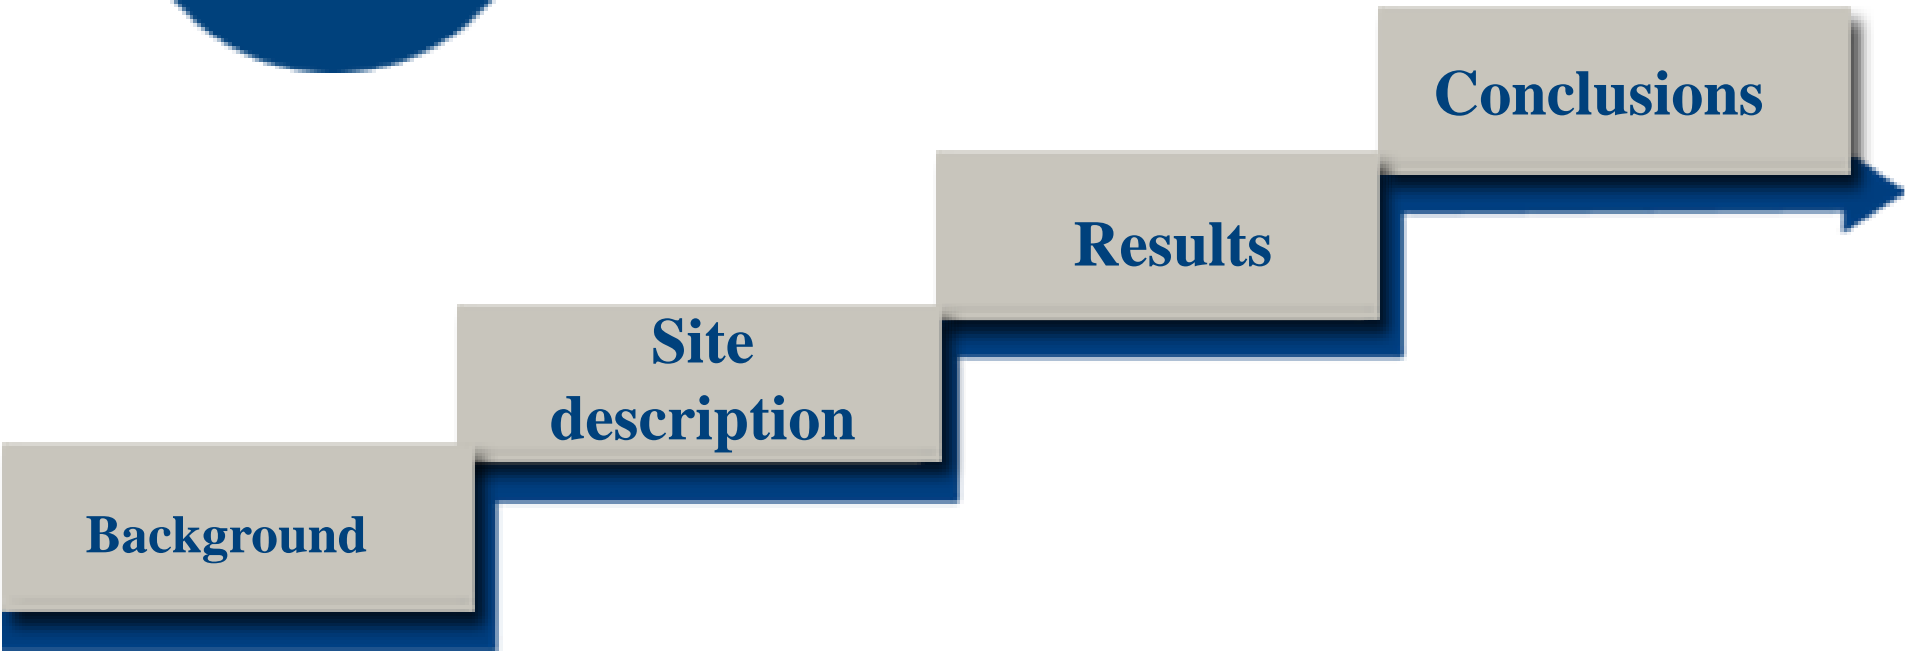 Conclusions
Results
Site
description
Background